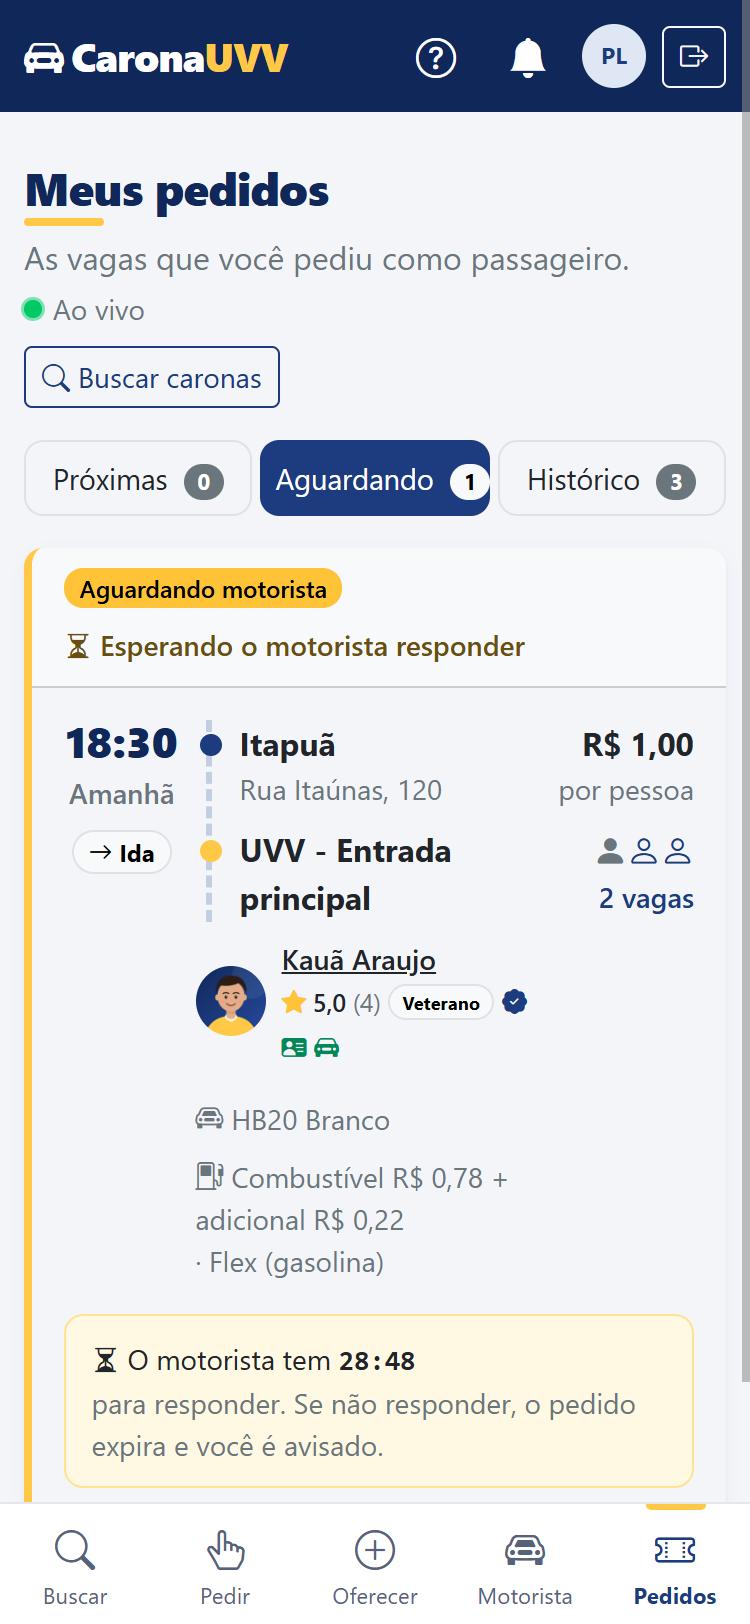 CaronaUVV
PL
Meus pedidos
As vagas que você pediu como passageiro.
Ao vivo
Buscar caronas
Próximas 0
Aguardando 1
Histórico 3
Aguardando motorista
Esperando o motorista responder
18:30
Amanhã
→ Ida
Itapuã
Rua Itaúnas, 120
UVV - Entrada
principal
R$ 1,00
por pessoa
2 vagas
Kauã Araujo
5,0 (4) Veterano
HB20 Branco
Combustível R$ 0,78 +
adicional R$ 0,22
· Flex (gasolina)
O motorista tem 28:48
para responder. Se não responder, o pedido
expira e você é avisado.
Buscar
Pedir
Oferecer
Motorista
Pedidos